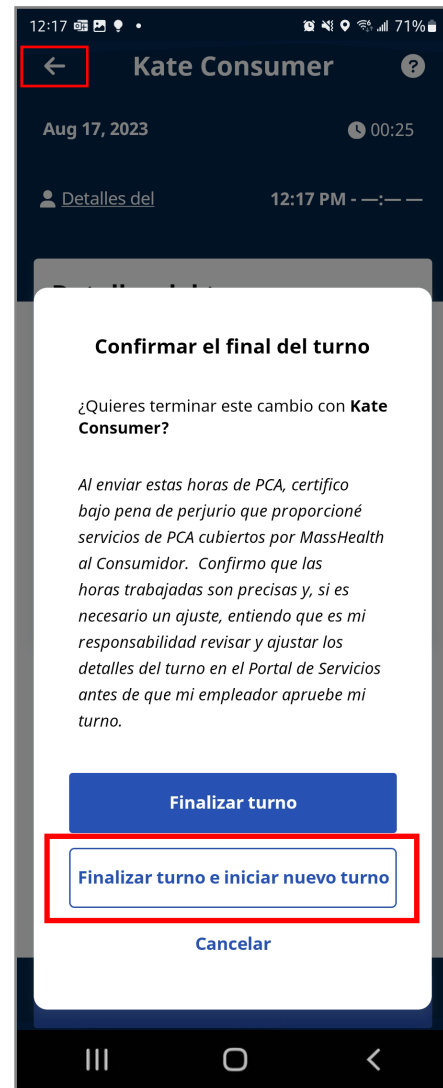 12:17 71%
Kate Consumer ?
Aug 17, 2023 00:25
Detalles del 12:17 PM - —:— —
Confirmar el final del turno
¿Quieres terminar este cambio con Kate
Consumer?
Al enviar estas horas de PCA, certifico
bajo pena de perjurio que proporcioné
servicios de PCA cubiertos por MassHealth
al Consumidor. Confirmo que las
horas trabajadas son precisas y, si es
necesario un ajuste, entiendo que es mi
responsabilidad revisar y ajustar los
detalles del turno en el Portal de Servicios
antes de que mi empleador apruebe mi
turno.
Finalizar turno
Finalizar turno e iniciar nuevo turno
Cancelar